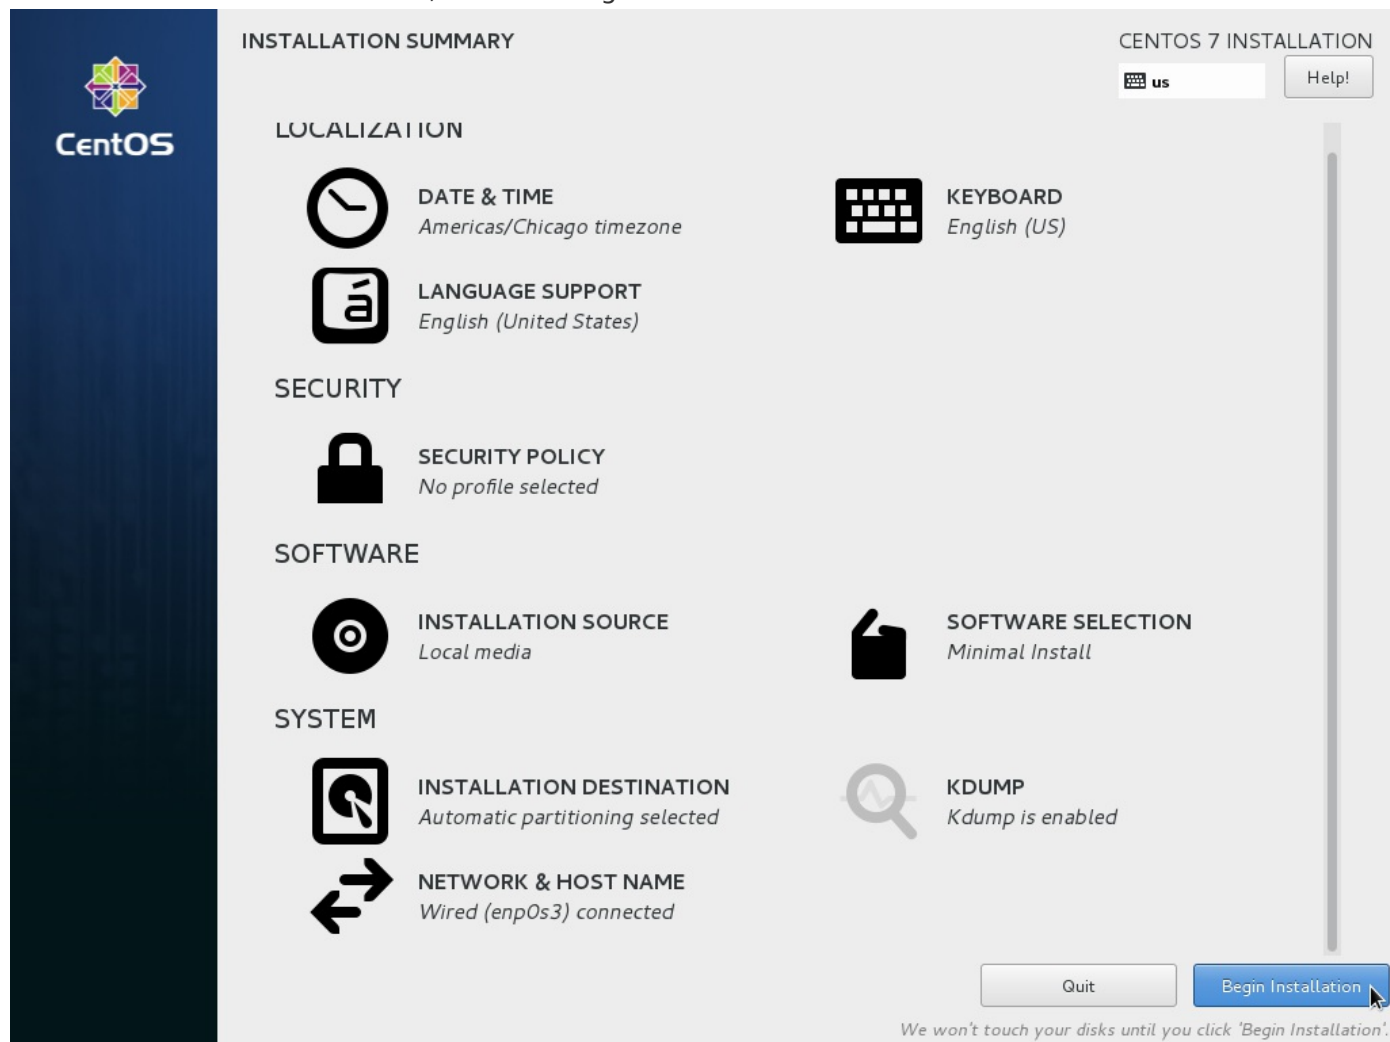 INSTALLATION SUMMARY
CENTOS 7 INSTALLATION
us
Help!
CentOS
LOCALIZATION
DATE & TIME
Americas/Chicago timezone
KEYBOARD
English (US)
LANGUAGE SUPPORT
English (United States)
SECURITY
SECURITY POLICY
No profile selected
SOFTWARE
INSTALLATION SOURCE
Local media
SOFTWARE SELECTION
Minimal Install
SYSTEM
INSTALLATION DESTINATION
Automatic partitioning selected
KDUMP
Kdump is enabled
NETWORK & HOST NAME
Wired (enp0s3) connected
Quit
Begin Installation
We won't touch your disks until you click 'Begin Installation'.